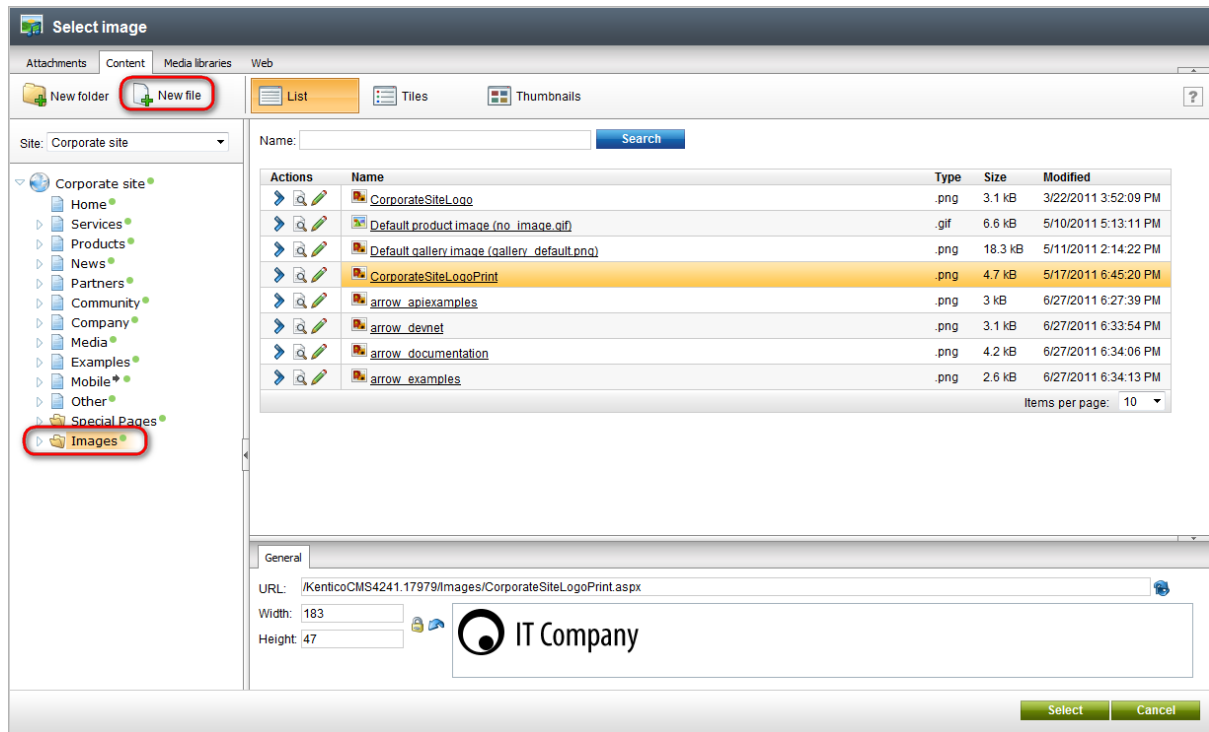 Select image
Attachments Content Media libraries Web
New folder New file List Tiles Thumbnails ?
Site: Corporate site
Corporate site
Home
Services
Products
News
Partners
Community
Company
Media
Examples
Mobile
Other
Special Pages
Images
Name: Search
Actions Name Type Size Modified
CorporateSiteLogo .png 3.1 kB 3/22/2011 3:52:09 PM
Default product image (no_image.gif) .gif 6.6 kB 5/10/2011 5:13:11 PM
Default gallery image (gallery_default.png) .png 18.3 kB 5/11/2011 2:14:22 PM
CorporateSiteLogoPrint .png 4.7 kB 5/17/2011 6:45:20 PM
arrow_apiexamples .png 3 kB 6/27/2011 6:27:39 PM
arrow_devnet .png 3.1 kB 6/27/2011 6:33:54 PM
arrow_documentation .png 4.2 kB 6/27/2011 6:34:06 PM
arrow_examples .png 2.6 kB 6/27/2011 6:34:13 PM
Items per page: 10
General
URL: /KenticoCMS4241.17979/Images/CorporateSiteLogoPrint.aspx
Width: 183
Height: 47
IT Company
Select Cancel